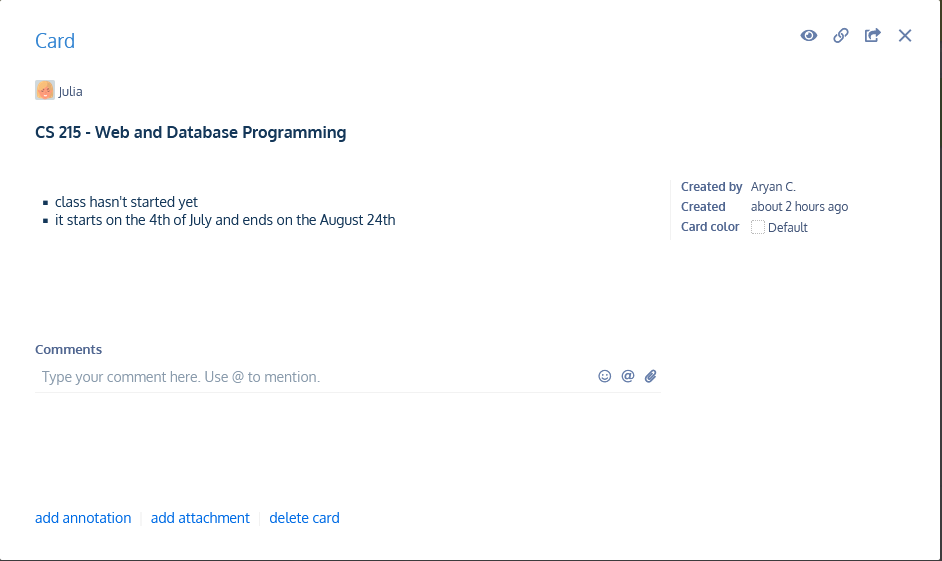 Card
Julia
CS 215 - Web and Database Programming
▪ class hasn't started yet
▪ it starts on the 4th of July and ends on the August 24th
Created by Aryan C.
Created about 2 hours ago
Card color Default
Comments
Type your comment here. Use @ to mention.
add annotation | add attachment | delete card